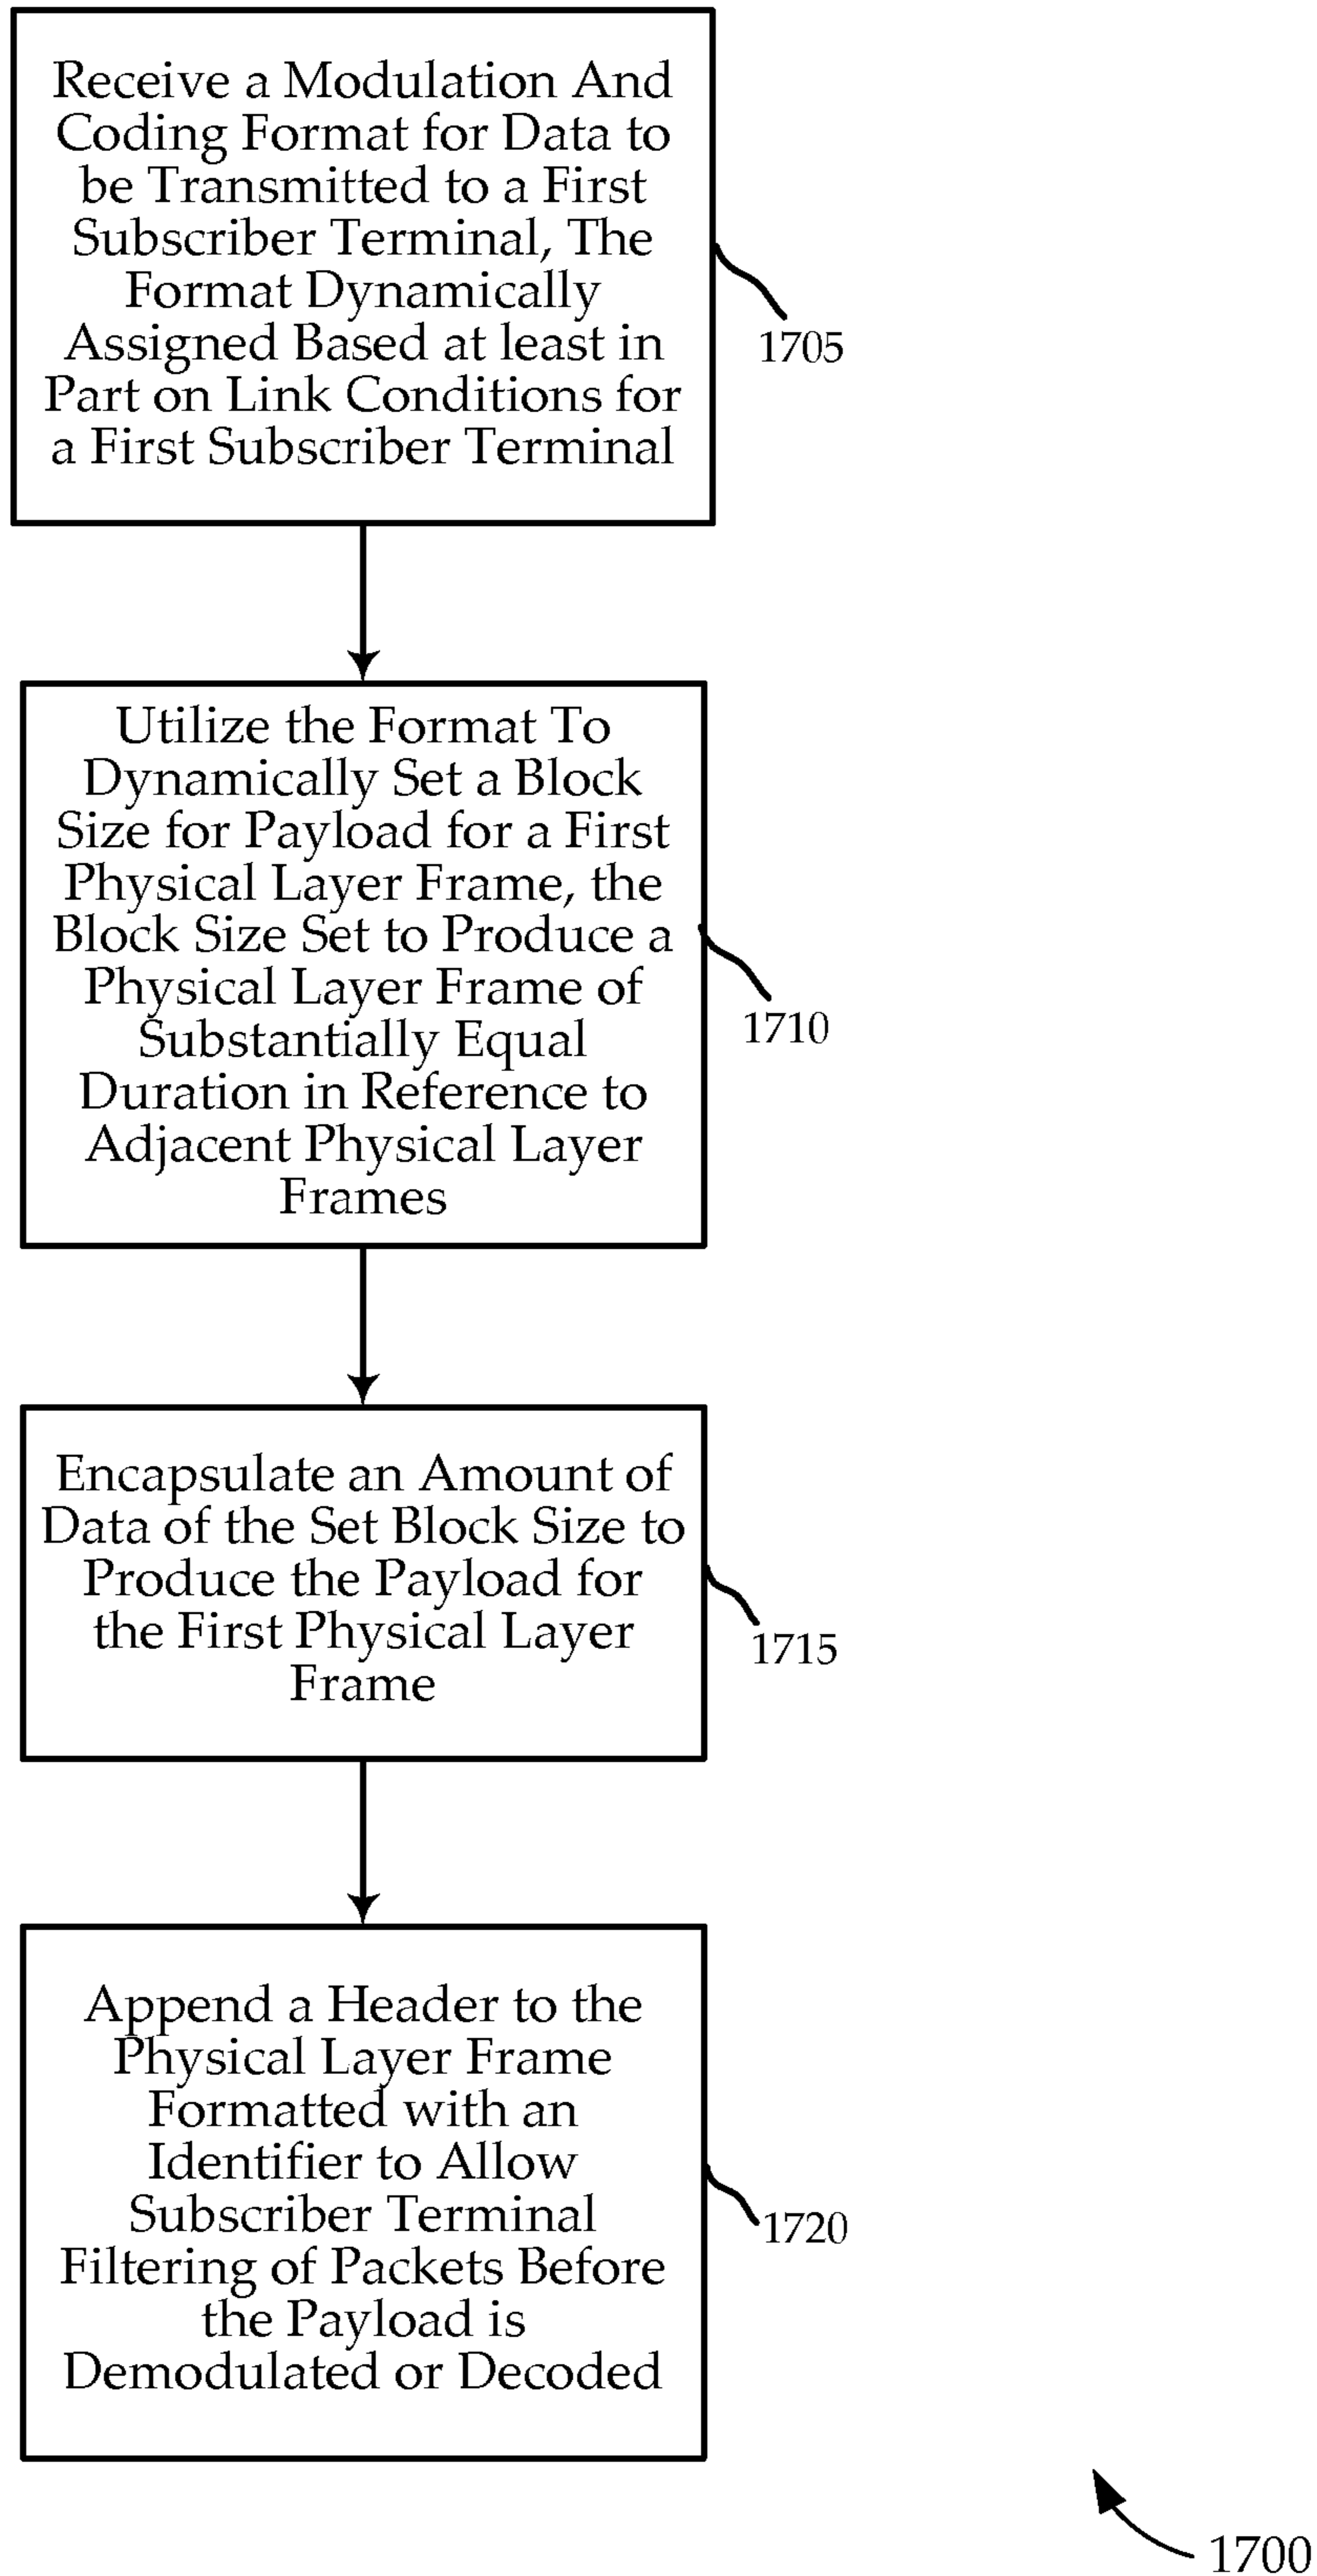 Receive a Modulation And
Coding Format for Data to
be Transmitted to a First
Subscriber Terminal, The
Format Dynamically
Assigned Based at least in
Part on Link Conditions for
a First Subscriber Terminal
1705
Utilize the Format To
Dynamically Set a Block
Size for Payload for a First
Physical Layer Frame, the
Block Size Set to Produce a
Physical Layer Frame of
Substantially Equal
Duration in Reference to
Adjacent Physical Layer
Frames
1710
Encapsulate an Amount of
Data of the Set Block Size to
Produce the Payload for
the First Physical Layer
Frame
1715
Append a Header to the
Physical Layer Frame
Formatted with an
Identifier to Allow
Subscriber Terminal
Filtering of Packets Before
the Payload is
Demodulated or Decoded
1720
1700